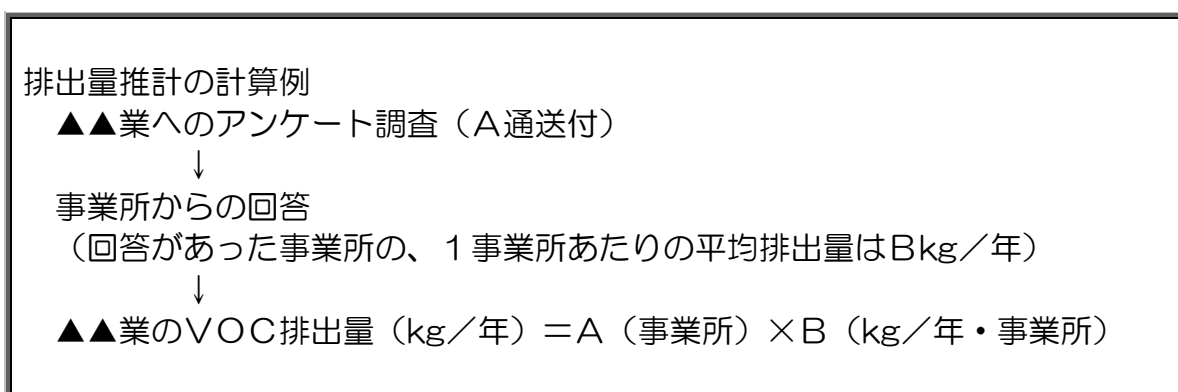 排出量推計の計算例
▲▲業へのアンケート調査（Ａ通送付）
↓
事業所からの回答
（回答があった事業所の、１事業所あたりの平均排出量はＢkg／年）
↓
▲▲業のＶＯＣ排出量（kg／年）＝Ａ（事業所）×Ｂ（kg／年・事業所）